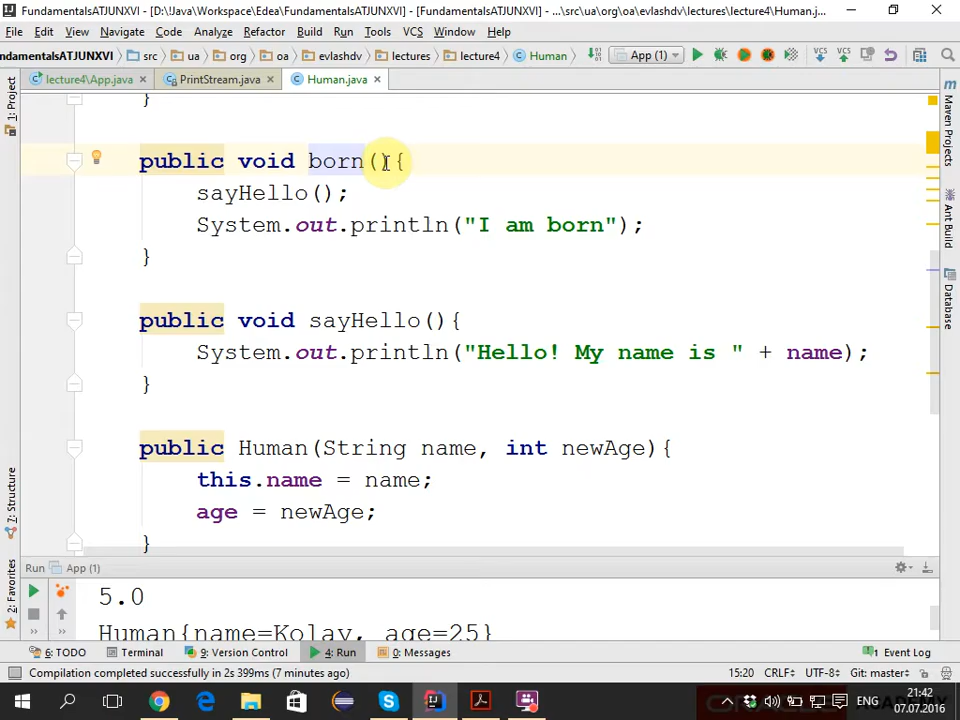 FundamentalsATJUNXVI - [D:\Java\Workspace\Edea\FundamentalsATJUNXVI] - [FundamentalsATJUNXVI] - ...\src\ua\org\oa\evlashdv\lectures\lecture4\Human.j...
File Edit View Navigate Code Analyze Refactor Build Run Tools VCS Window Help
undamentalsATJUNXVI src ua org oa evlashdv lectures lecture4 Human App (1) VCS VCS
lecture4\App.java PrintStream.java Human.java
1: Project
7: Structure
2: Favorites
Maven Projects
Ant Build
Database
}
public void born(){
sayHello();
System.out.println("I am born");
}
public void sayHello(){
System.out.println("Hello! My name is " + name);
}
public Human(String name, int newAge){
this.name = name;
age = newAge;
}
Run App (1)
5.0
Human{name=Kolay, age=25}
6: TODO Terminal 9: Version Control 4: Run 0: Messages 1 Event Log
Compilation completed successfully in 2s 399ms (7 minutes ago) 15:20 CRLF÷ UTF-8÷ Git: master÷
ENG 21:42
07.07.2016